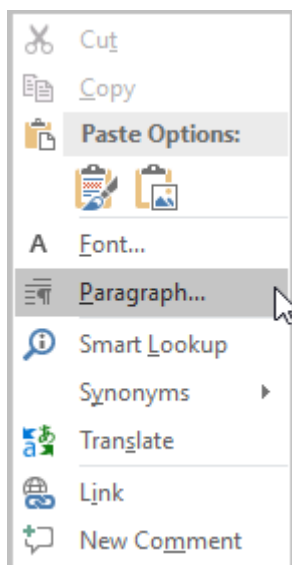 Cut
Copy
Paste Options:
Font...
Paragraph...
Smart Lookup
Synonyms
Translate
Link
New Comment